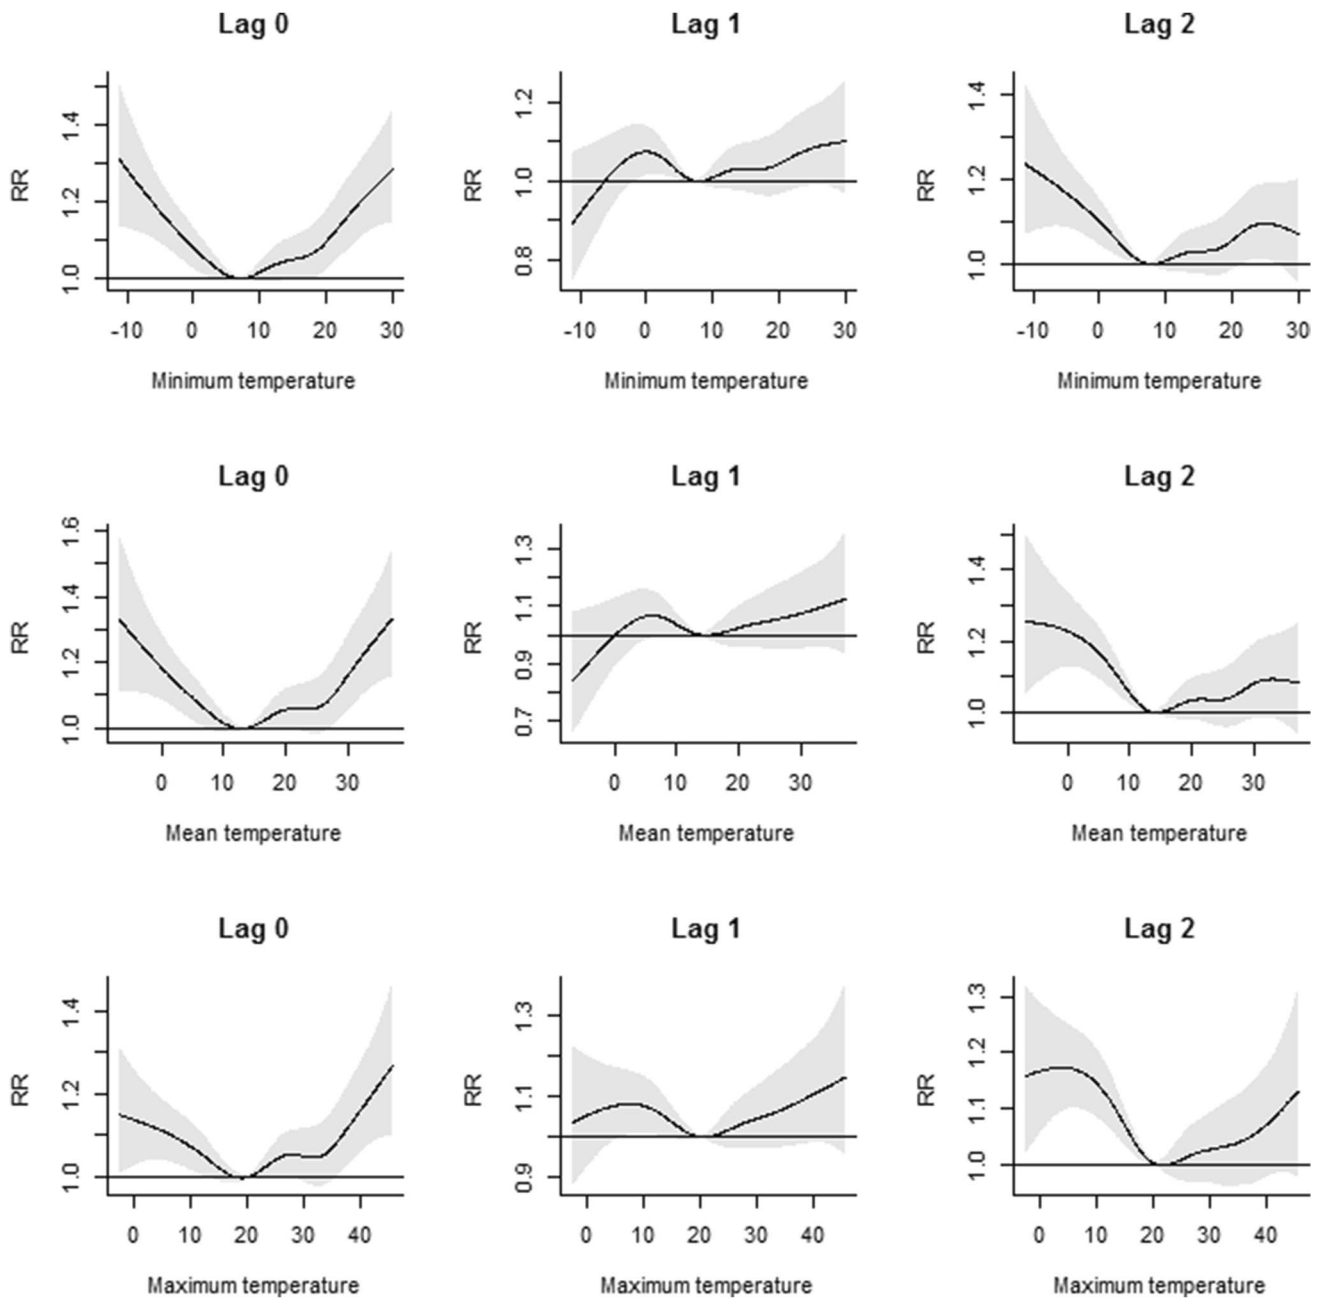 Lag 0 Lag 1 Lag 2
RR 1.0 1.2 1.4 RR 0.8 1.0 1.2 RR 1.0 1.4
-10 0 10 20 30 -10 0 10 20 30 -10 0 10 20 30
Minimum temperature Minimum temperature Minimum temperature
Lag 0 Lag 1 Lag 2
RR 1.0 1.2 1.4 1.6 RR 0.7 0.9 1.1 1.3 RR 1.0 1.2 1.4
0 10 20 30 0 10 20 30 0 10 20 30
Mean temperature Mean temperature Mean temperature
Lag 0 Lag 1 Lag 2
RR 1.0 1.2 1.4 RR 0.9 1.1 1.3 RR 1.0 1.1 1.2 1.3
0 10 20 30 40 0 10 20 30 40 0 10 20 30 40
Maximum temperature Maximum temperature Maximum temperature